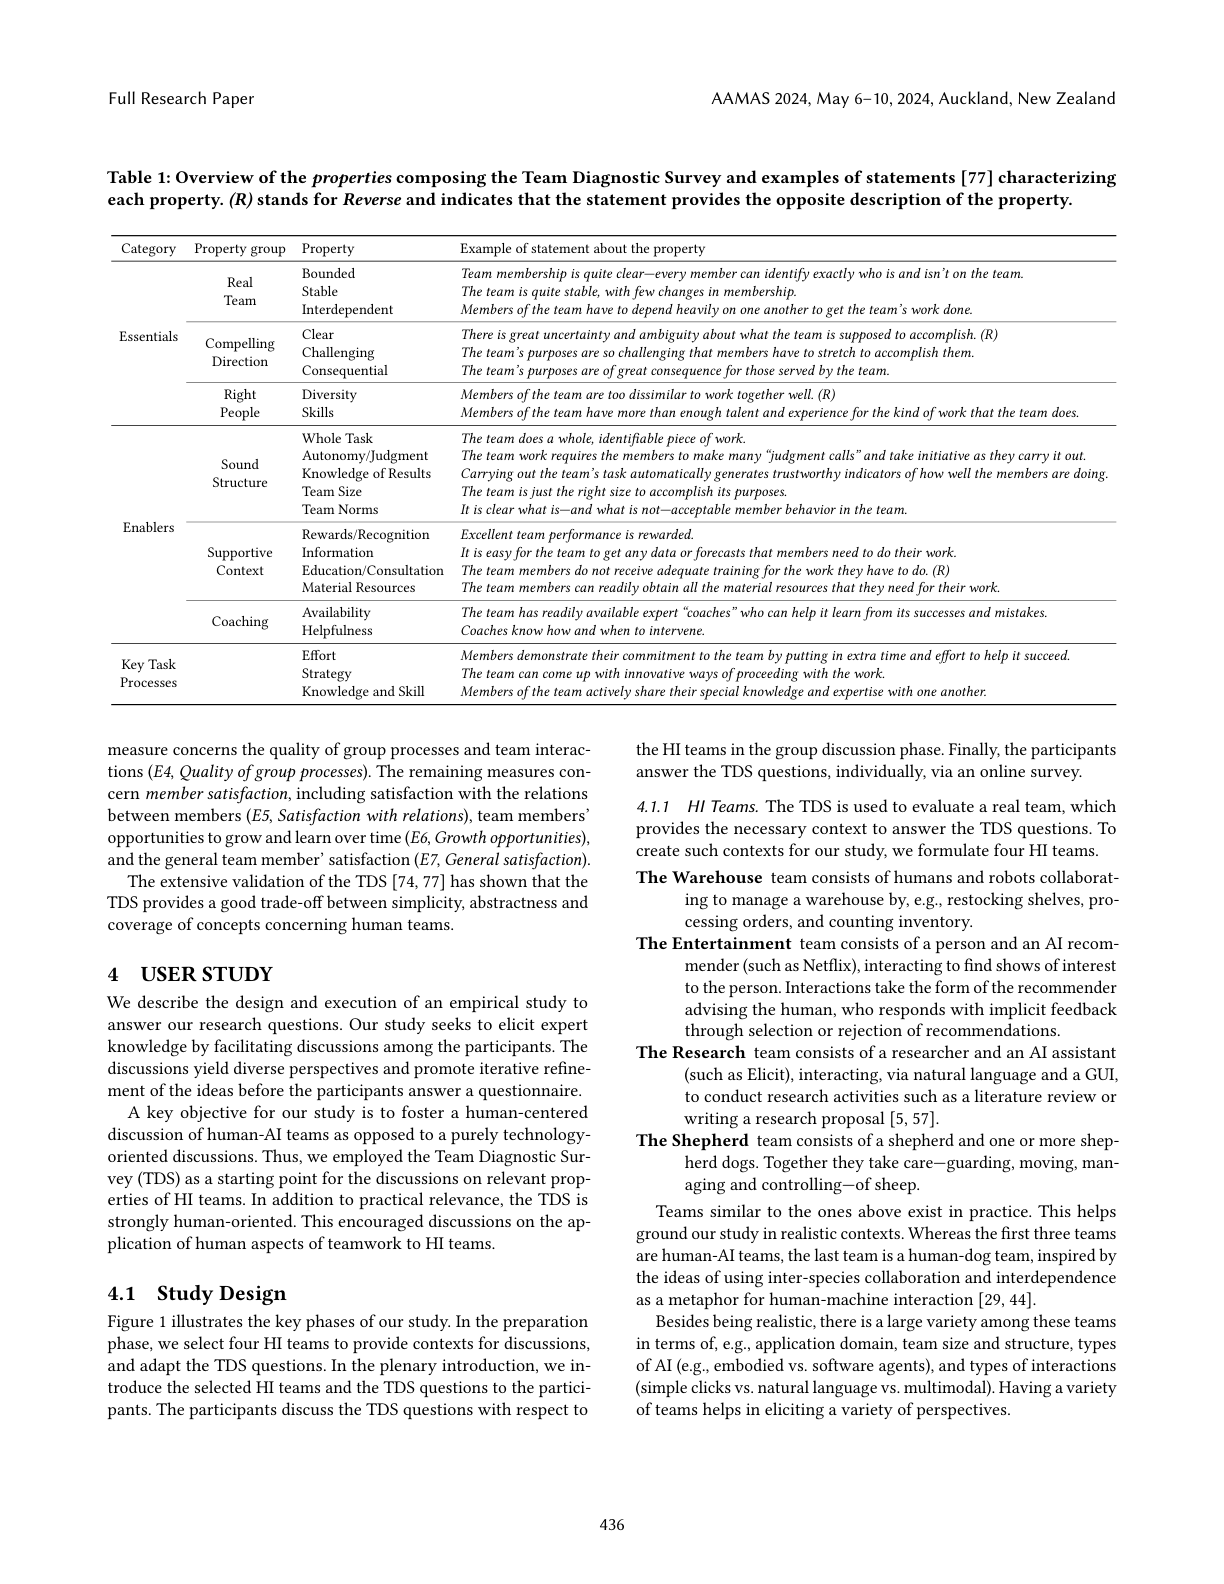 Full Research Paper
AAMAS 2024, May 6–10, 2024, Auckland, New Zealand
Table 1: Overview of the properties composing the Team Diagnostic Survey and examples of statements [77] characterizing
each property. (R) stands for Reverse and indicates that the statement provides the opposite description of the property.
Category Property group Property Example of statement about the property
Essentials
Real
Team
Bounded Team membership is quite clear—every member can identify exactly who is and isn't on the team.
Stable The team is quite stable, with few changes in membership.
Interdependent Members of the team have to depend heavily on one another to get the team's work done.
Compelling
Direction
Clear There is great uncertainty and ambiguity about what the team is supposed to accomplish. (R)
Challenging The team's purposes are so challenging that members have to stretch to accomplish them.
Consequential The team's purposes are of great consequence for those served by the team.
Right
People
Diversity Members of the team are too dissimilar to work together well. (R)
Skills Members of the team have more than enough talent and experience for the kind of work that the team does.
Enablers
Sound
Structure
Whole Task The team does a whole, identifiable piece of work.
Autonomy/Judgment The team work requires the members to make many “judgment calls” and take initiative as they carry it out.
Knowledge of Results Carrying out the team's task automatically generates trustworthy indicators of how well the members are doing.
Team Size The team is just the right size to accomplish its purposes.
Team Norms It is clear what is—and what is not—acceptable member behavior in the team.
Supportive
Context
Rewards/Recognition Excellent team performance is rewarded.
Information It is easy for the team to get any data or forecasts that members need to do their work.
Education/Consultation The team members do not receive adequate training for the work they have to do. (R)
Material Resources The team members can readily obtain all the material resources that they need for their work.
Coaching
Availability The team has readily available expert “coaches” who can help it learn from its successes and mistakes.
Helpfulness Coaches know how and when to intervene.
Key Task
Processes
Effort Members demonstrate their commitment to the team by putting in extra time and effort to help it succeed.
Strategy The team can come up with innovative ways of proceeding with the work.
Knowledge and Skill Members of the team actively share their special knowledge and expertise with one another.
measure concerns the quality of group processes and team interac-
tions (E4, Quality of group processes). The remaining measures con-
cern member satisfaction, including satisfaction with the relations
between members (E5, Satisfaction with relations), team members'
opportunities to grow and learn over time (E6, Growth opportunities),
and the general team member' satisfaction (E7, General satisfaction).
The extensive validation of the TDS [74, 77] has shown that the
TDS provides a good trade-off between simplicity, abstractness and
coverage of concepts concerning human teams.
4 USER STUDY
We describe the design and execution of an empirical study to
answer our research questions. Our study seeks to elicit expert
knowledge by facilitating discussions among the participants. The
discussions yield diverse perspectives and promote iterative refine-
ment of the ideas before the participants answer a questionnaire.
A key objective for our study is to foster a human-centered
discussion of human-AI teams as opposed to a purely technology-
oriented discussions. Thus, we employed the Team Diagnostic Sur-
vey (TDS) as a starting point for the discussions on relevant prop-
erties of HI teams. In addition to practical relevance, the TDS is
strongly human-oriented. This encouraged discussions on the ap-
plication of human aspects of teamwork to HI teams.
4.1 Study Design
Figure 1 illustrates the key phases of our study. In the preparation
phase, we select four HI teams to provide contexts for discussions,
and adapt the TDS questions. In the plenary introduction, we in-
troduce the selected HI teams and the TDS questions to the partici-
pants. The participants discuss the TDS questions with respect to
the HI teams in the group discussion phase. Finally, the participants
answer the TDS questions, individually, via an online survey.
4.1.1 HI Teams. The TDS is used to evaluate a real team, which
provides the necessary context to answer the TDS questions. To
create such contexts for our study, we formulate four HI teams.
The Warehouse team consists of humans and robots collaborat-
ing to manage a warehouse by, e.g., restocking shelves, pro-
cessing orders, and counting inventory.
The Entertainment team consists of a person and an AI recom-
mender (such as Netflix), interacting to find shows of interest
to the person. Interactions take the form of the recommender
advising the human, who responds with implicit feedback
through selection or rejection of recommendations.
The Research team consists of a researcher and an AI assistant
(such as Elicit), interacting, via natural language and a GUI,
to conduct research activities such as a literature review or
writing a research proposal [5, 57].
The Shepherd team consists of a shepherd and one or more shep-
herd dogs. Together they take care—guarding, moving, man-
aging and controlling—of sheep.
Teams similar to the ones above exist in practice. This helps
ground our study in realistic contexts. Whereas the first three teams
are human-AI teams, the last team is a human-dog team, inspired by
the ideas of using inter-species collaboration and interdependence
as a metaphor for human-machine interaction [29, 44].
Besides being realistic, there is a large variety among these teams
in terms of, e.g., application domain, team size and structure, types
of AI (e.g., embodied vs. software agents), and types of interactions
(simple clicks vs. natural language vs. multimodal). Having a variety
of teams helps in eliciting a variety of perspectives.
436